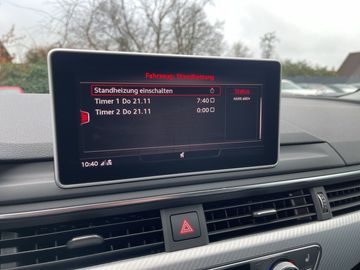 Fahrzeug: Standheizung
Standheizung einschalten
Status
Timer 1 Do 21.11 7:40
Timer 2 Do 21.11 0:00
10:40